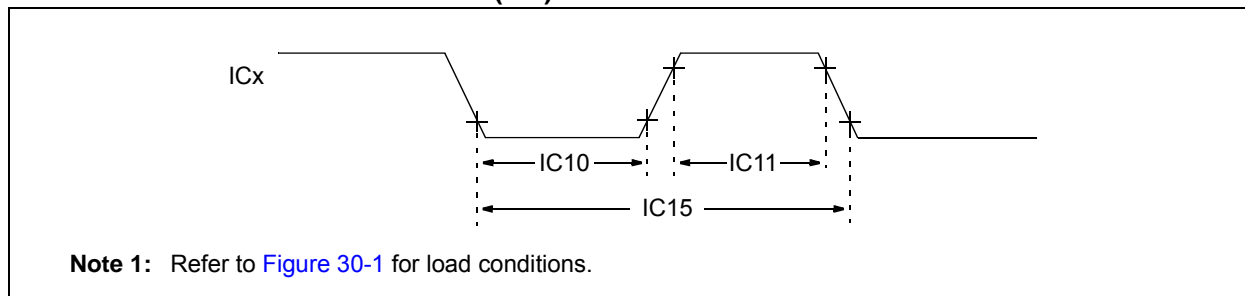 ICx
IC10
IC11
IC15
Note 1: Refer to Figure 30-1 for load conditions.